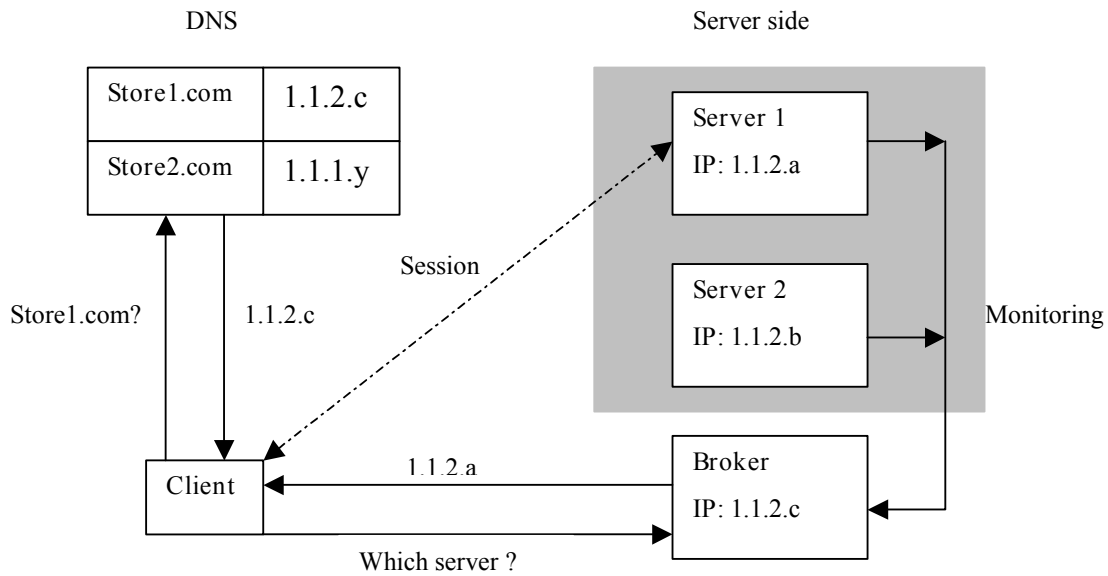 DNS
Server side
Store1.com
1.1.2.c
Store2.com
1.1.1.y
Server 1
IP: 1.1.2.a
Session
Server 2
IP: 1.1.2.b
Store1.com?
1.1.2.c
Monitoring
Client
1.1.2.a
Broker
IP: 1.1.2.c
Which server ?